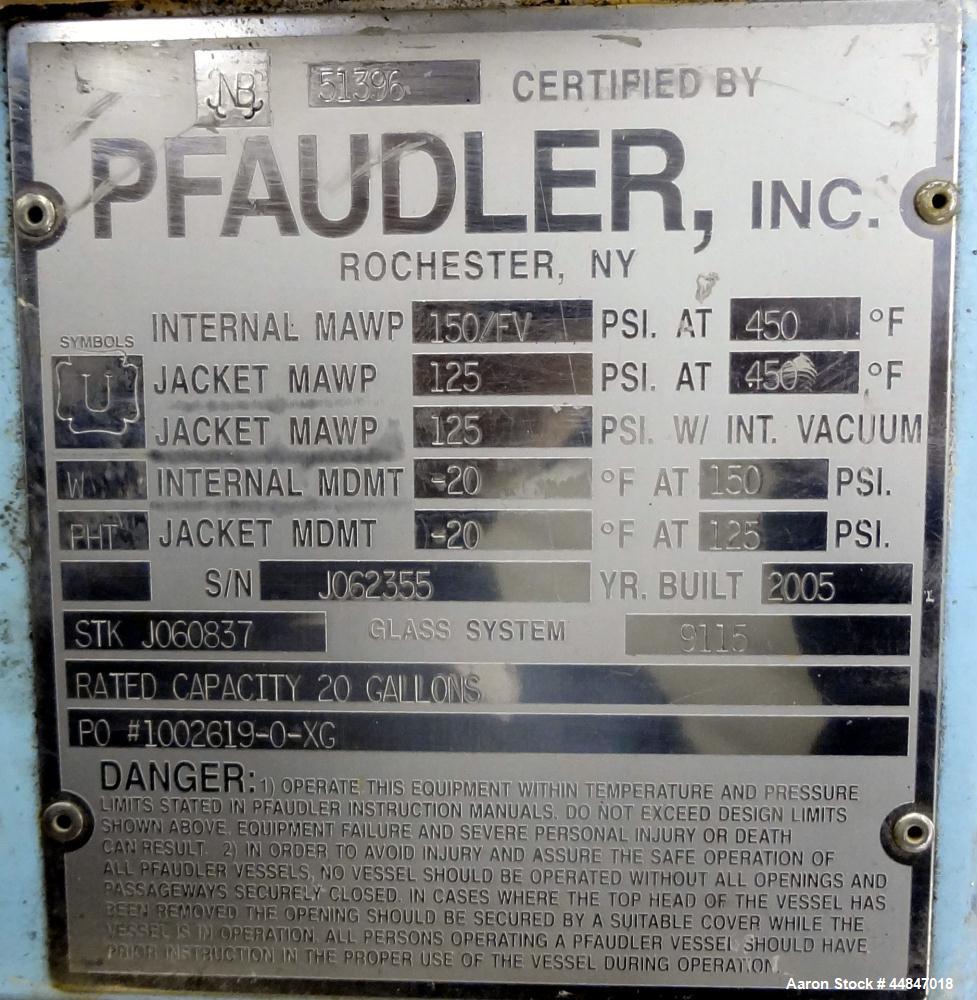 NB 51396 CERTIFIED BY
PFAUDLER, INC.
ROCHESTER, NY
INTERNAL MAWP 150/FV PSI. AT 450 °F
SYMBOLS
U JACKET MAWP 125 PSI. AT 450 °F
JACKET MAWP 125 PSI. W/ INT. VACUUM
W INTERNAL MDMT -20 °F AT 150 PSI.
PHT JACKET MDMT -20 °F AT 125 PSI.
S/N J062355 YR. BUILT 2005
STK J060837 GLASS SYSTEM 9115
RATED CAPACITY 20 GALLONS
PO #1002619-0-XG
DANGER: 1) OPERATE THIS EQUIPMENT WITHIN TEMPERATURE AND PRESSURE
LIMITS STATED IN PFAUDLER INSTRUCTION MANUALS. DO NOT EXCEED DESIGN LIMITS
SHOWN ABOVE. EQUIPMENT FAILURE AND SEVERE PERSONAL INJURY OR DEATH
CAN RESULT. 2) IN ORDER TO AVOID INJURY AND ASSURE THE SAFE OPERATION OF
ALL PFAUDLER VESSELS, NO VESSEL SHOULD BE OPERATED WITHOUT ALL OPENINGS AND
PASSAGEWAYS SECURELY CLOSED. IN CASES WHERE THE TOP HEAD OF THE VESSEL HAS
BEEN REMOVED THE OPENING SHOULD BE SECURED BY A SUITABLE COVER WHILE THE
VESSEL IS IN OPERATION. ALL PERSONS OPERATING A PFAUDLER VESSEL SHOULD HAVE
PRIOR INSTRUCTION IN THE PROPER USE OF THE VESSEL DURING OPERATION.
Aaron Stock # 44847018